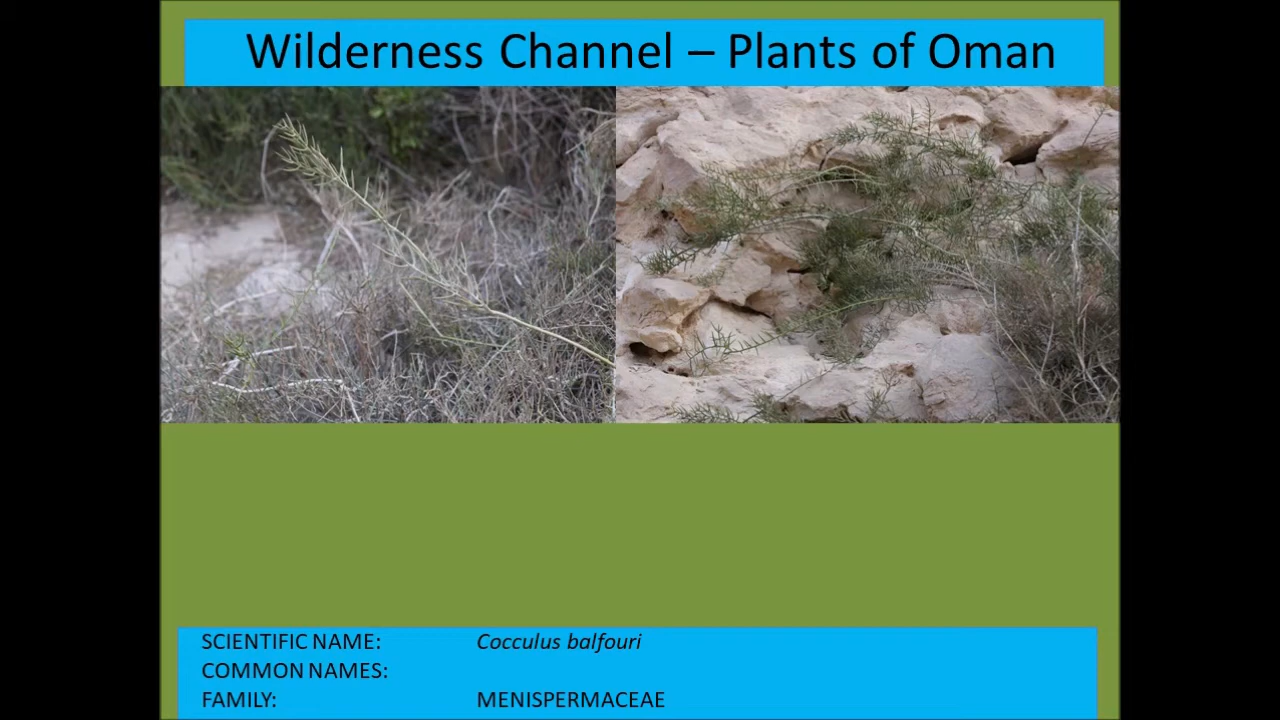 Wilderness Channel – Plants of Oman
SCIENTIFIC NAME: Cocculus balfouri
COMMON NAMES:
FAMILY: MENISPERMACEAE